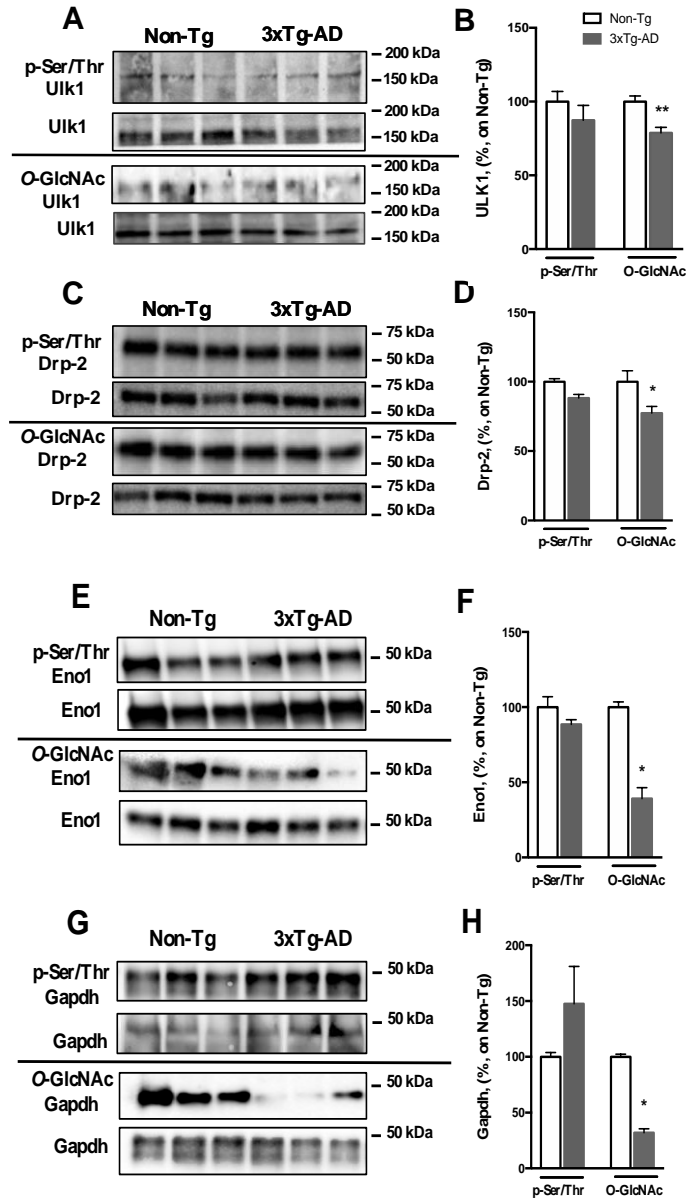 A
Non-Tg 3xTg-AD
p-Ser/Thr
Ulk1
200 kDa
150 kDa
Ulk1
200 kDa
150 kDa
O-GlcNAc
Ulk1
200 kDa
150 kDa
Ulk1
200 kDa
150 kDa
B
Non-Tg
3xTg-AD
ULK1, (%, on Non-Tg)
150
100
50
0
**
p-Ser/Thr O-GlcNAc
C
Non-Tg 3xTg-AD
p-Ser/Thr
Drp-2
75 kDa
50 kDa
Drp-2
75 kDa
50 kDa
O-GlcNAc
Drp-2
75 kDa
50 kDa
Drp-2
75 kDa
50 kDa
D
Drp-2, (%, on Non-Tg)
150
100
50
0
*
p-Ser/Thr O-GlcNAc
E
Non-Tg 3xTg-AD
p-Ser/Thr
Eno1
50 kDa
Eno1
50 kDa
O-GlcNAc
Eno1
50 kDa
Eno1
50 kDa
F
Eno1, (%, on Non-Tg)
150
100
50
0
*
p-Ser/Thr O-GlcNAc
G
Non-Tg 3xTg-AD
p-Ser/Thr
Gapdh
50 kDa
Gapdh
50 kDa
O-GlcNAc
Gapdh
50 kDa
Gapdh
50 kDa
H
Gapdh, (%, on Non-Tg)
200
150
100
50
0
*
p-Ser/Thr O-GlcNAc